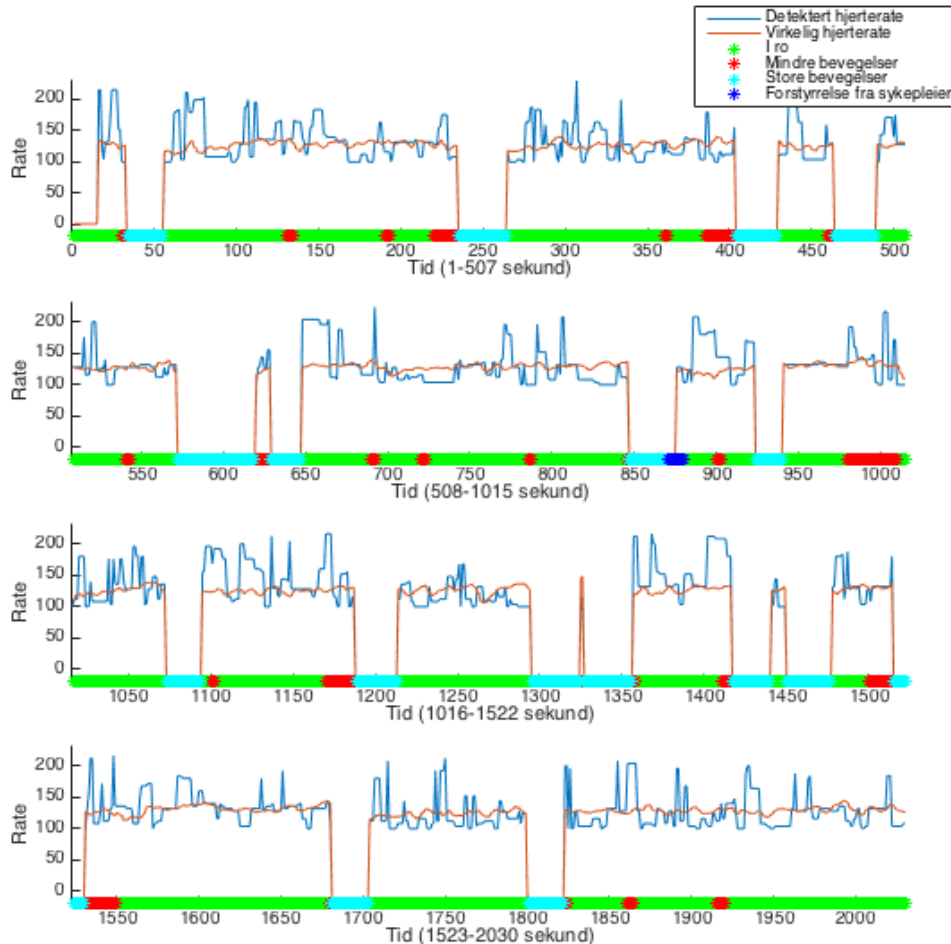 Detektert hjerterate
Virkelig hjerterate
I ro
Mindre bevegelser
Store bevegelser
Forstyrrelse fra sykepleier
Rate
200
150
100
50
0
0 50 100 150 200 250 300 350 400 450 500
Tid (1-507 sekund)
Rate
200
150
100
50
0
550 600 650 700 750 800 850 900 950 1000
Tid (508-1015 sekund)
Rate
200
150
100
50
0
1050 1100 1150 1200 1250 1300 1350 1400 1450 1500
Tid (1016-1522 sekund)
Rate
200
150
100
50
0
1550 1600 1650 1700 1750 1800 1850 1900 1950 2000
Tid (1523-2030 sekund)